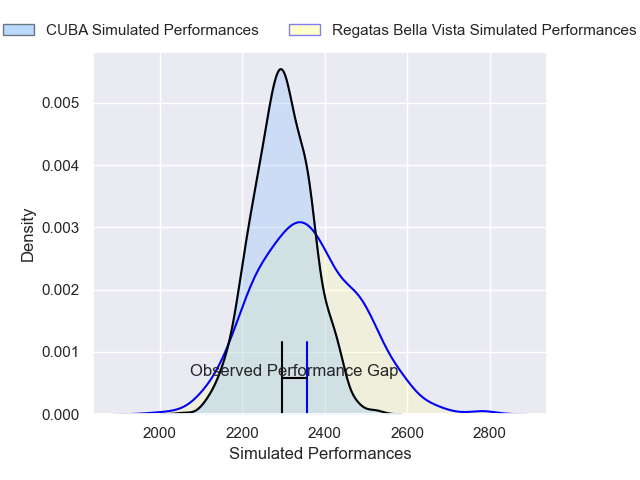 CUBA Simulated Performances
Regatas Bella Vista Simulated Performances
0.005
0.004
0.003
0.002
0.001
0.000
Density
Observed Performance Gap
2000 2200 2400 2600 2800
Simulated Performances